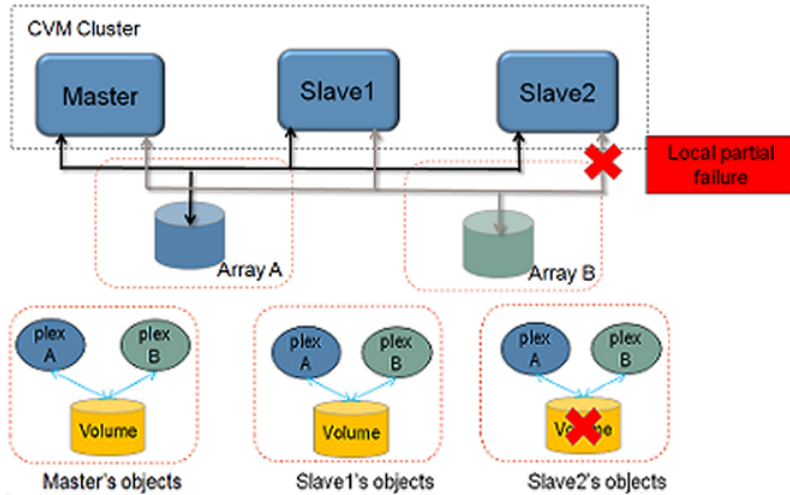 CVM Cluster
Master
Slave1
Slave2
Local partial
failure
Array A
Array B
plex
A
plex
B
Volume
plex
A
plex
B
Volume
plex
A
plex
B
Volume
Master's objects
Slave1's objects
Slave2's objects